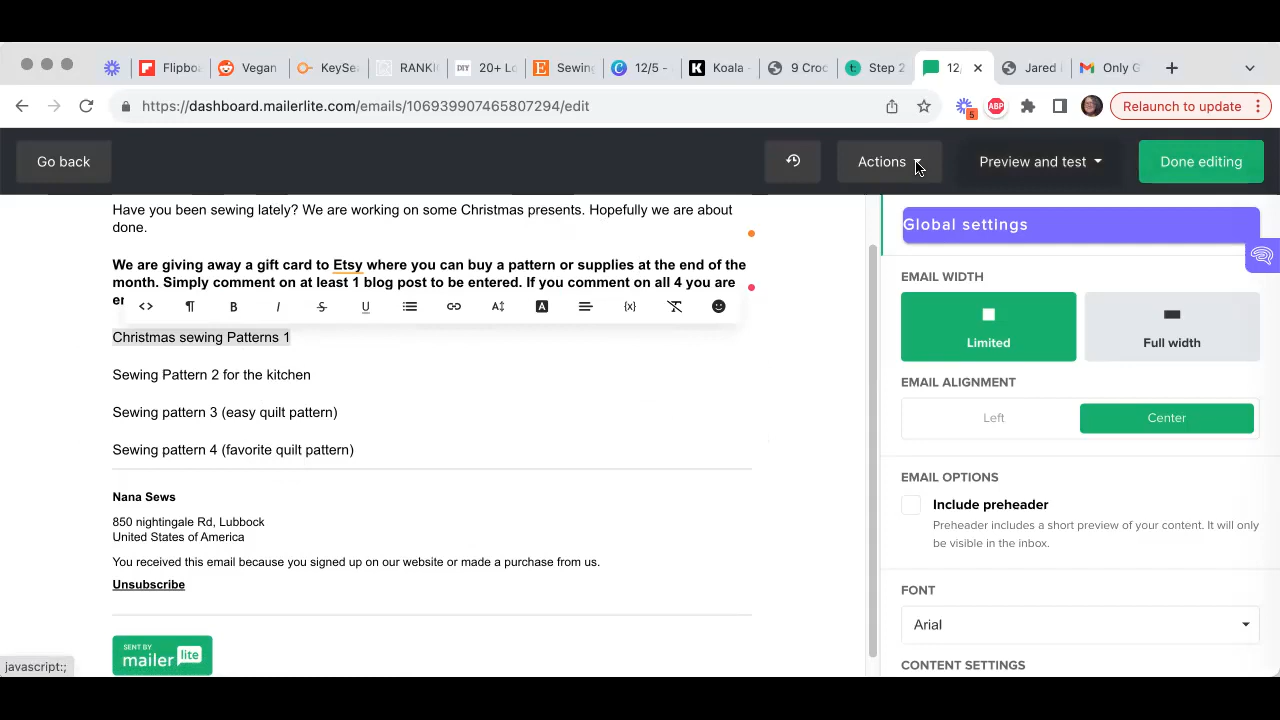 Flipboa
Vegan
KeySea
RANKI
DIY 20+ Lo
Sewing
12/5 -
K Koala -
9 Croc
Step 2
12/
Jared
Only G
https://dashboard.mailerlite.com/emails/106939907465807294/edit
5
ABP
Relaunch to update
Go back
Actions
Preview and test
Done editing
Have you been sewing lately? We are working on some Christmas presents. Hopefully we are about
done.
We are giving away a gift card to Etsy where you can buy a pattern or supplies at the end of the
month. Simply comment on at least 1 blog post to be entered. If you comment on all 4 you are
Christmas sewing Patterns 1
Sewing Pattern 2 for the kitchen
Sewing pattern 3 (easy quilt pattern)
Sewing pattern 4 (favorite quilt pattern)
Nana Sews
850 nightingale Rd, Lubbock
United States of America
You received this email because you signed up on our website or made a purchase from us.
Unsubscribe
SENT BY
mailer lite
javascript:;
Global settings
EMAIL WIDTH
Limited
Full width
EMAIL ALIGNMENT
Left
Center
EMAIL OPTIONS
Include preheader
Preheader includes a short preview of your content. It will only
be visible in the inbox.
FONT
Arial
CONTENT SETTINGS